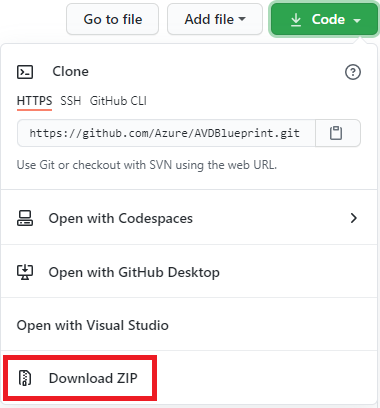 Go to file Add file Code
Clone
HTTPS SSH GitHub CLI
https://github.com/Azure/AVDBlueprint.git
Use Git or checkout with SVN using the web URL.
Open with Codespaces
Open with GitHub Desktop
Open with Visual Studio
Download ZIP